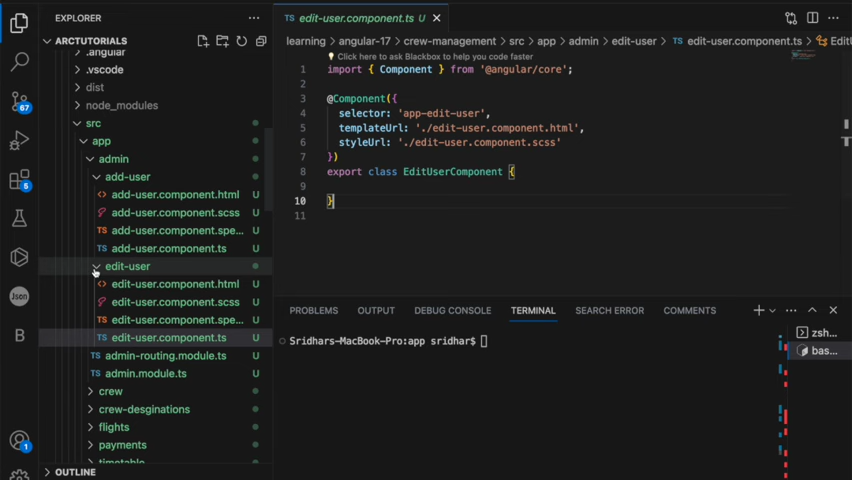 EXPLORER
ARCTUTORIALS
.angular
.vscode
dist
node_modules
src
app
admin
add-user
<> add-user.component.html U
add-user.component.scss U
add-user.component.spe... U
TS add-user.component.ts U
edit-user
<> edit-user.component.html U
edit-user.component.scss U
edit-user.component.spe... U
TS edit-user.component.ts U
TS admin-routing.module.ts U
TS admin.module.ts U
crew
crew-desginations
flights
payments
timetable
OUTLINE
67
5
Json
B
1
TS edit-user.component.ts U
learning > angular-17 > crew-management > src > app > admin > edit-user > TS edit-user.component.ts > EditU
Click here to ask Blackbox to help you code faster
1 import { Component } from '@angular/core';
2
3 @Component({
4 selector: 'app-edit-user',
5 templateUrl: './edit-user.component.html',
6 styleUrl: './edit-user.component.scss'
7 })
8 export class EditUserComponent {
9
10 }
11
PROBLEMS OUTPUT DEBUG CONSOLE TERMINAL SEARCH ERROR COMMENTS
Sridhars-MacBook-Pro:app sridhar$
zsh...
bas...